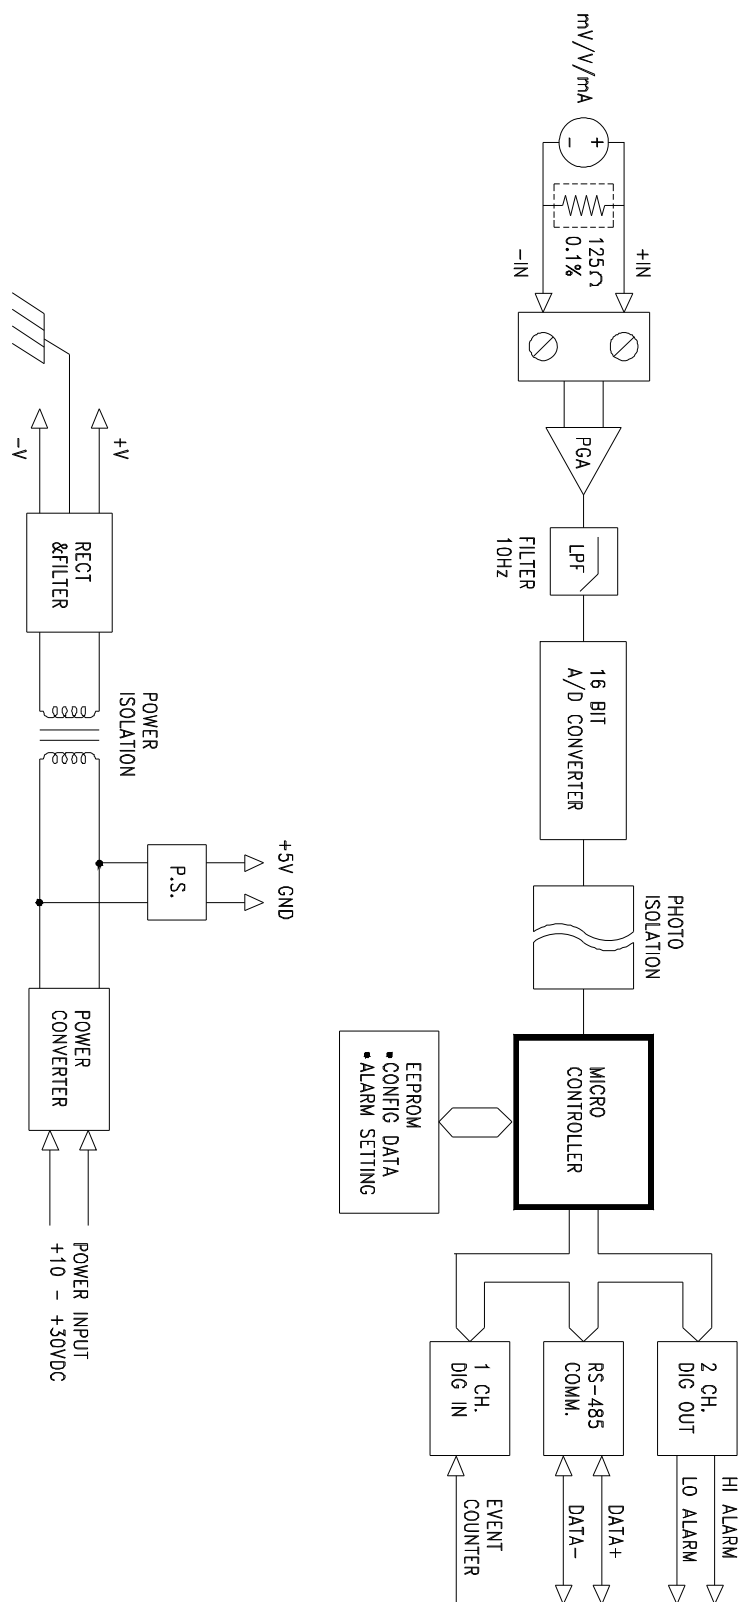 mV/V/mA
+
-
125Ω
0.1%
+IN
-IN
PGA
LPF
FILTER
10Hz
16 BIT
A/D CONVERTER
PHOTO
ISOLATION
MICRO
CONTROLLER
EEPROM
▪ CONFIG DATA
▪ ALARM SETTING
2 CH.
DIG OUT
HI ALARM
LO ALARM
RS-485
COMM.
DATA+
DATA-
1 CH.
DIG IN
EVENT
COUNTER
+V
-V
RECT
&FILTER
POWER
ISOLATION
P.S.
+5V GND
POWER
CONVERTER
POWER INPUT
+10 - +30VDC